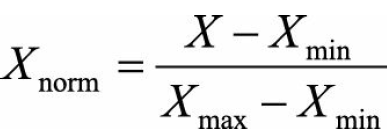 X_norm = (X − X_min) / (X_max − X_min)